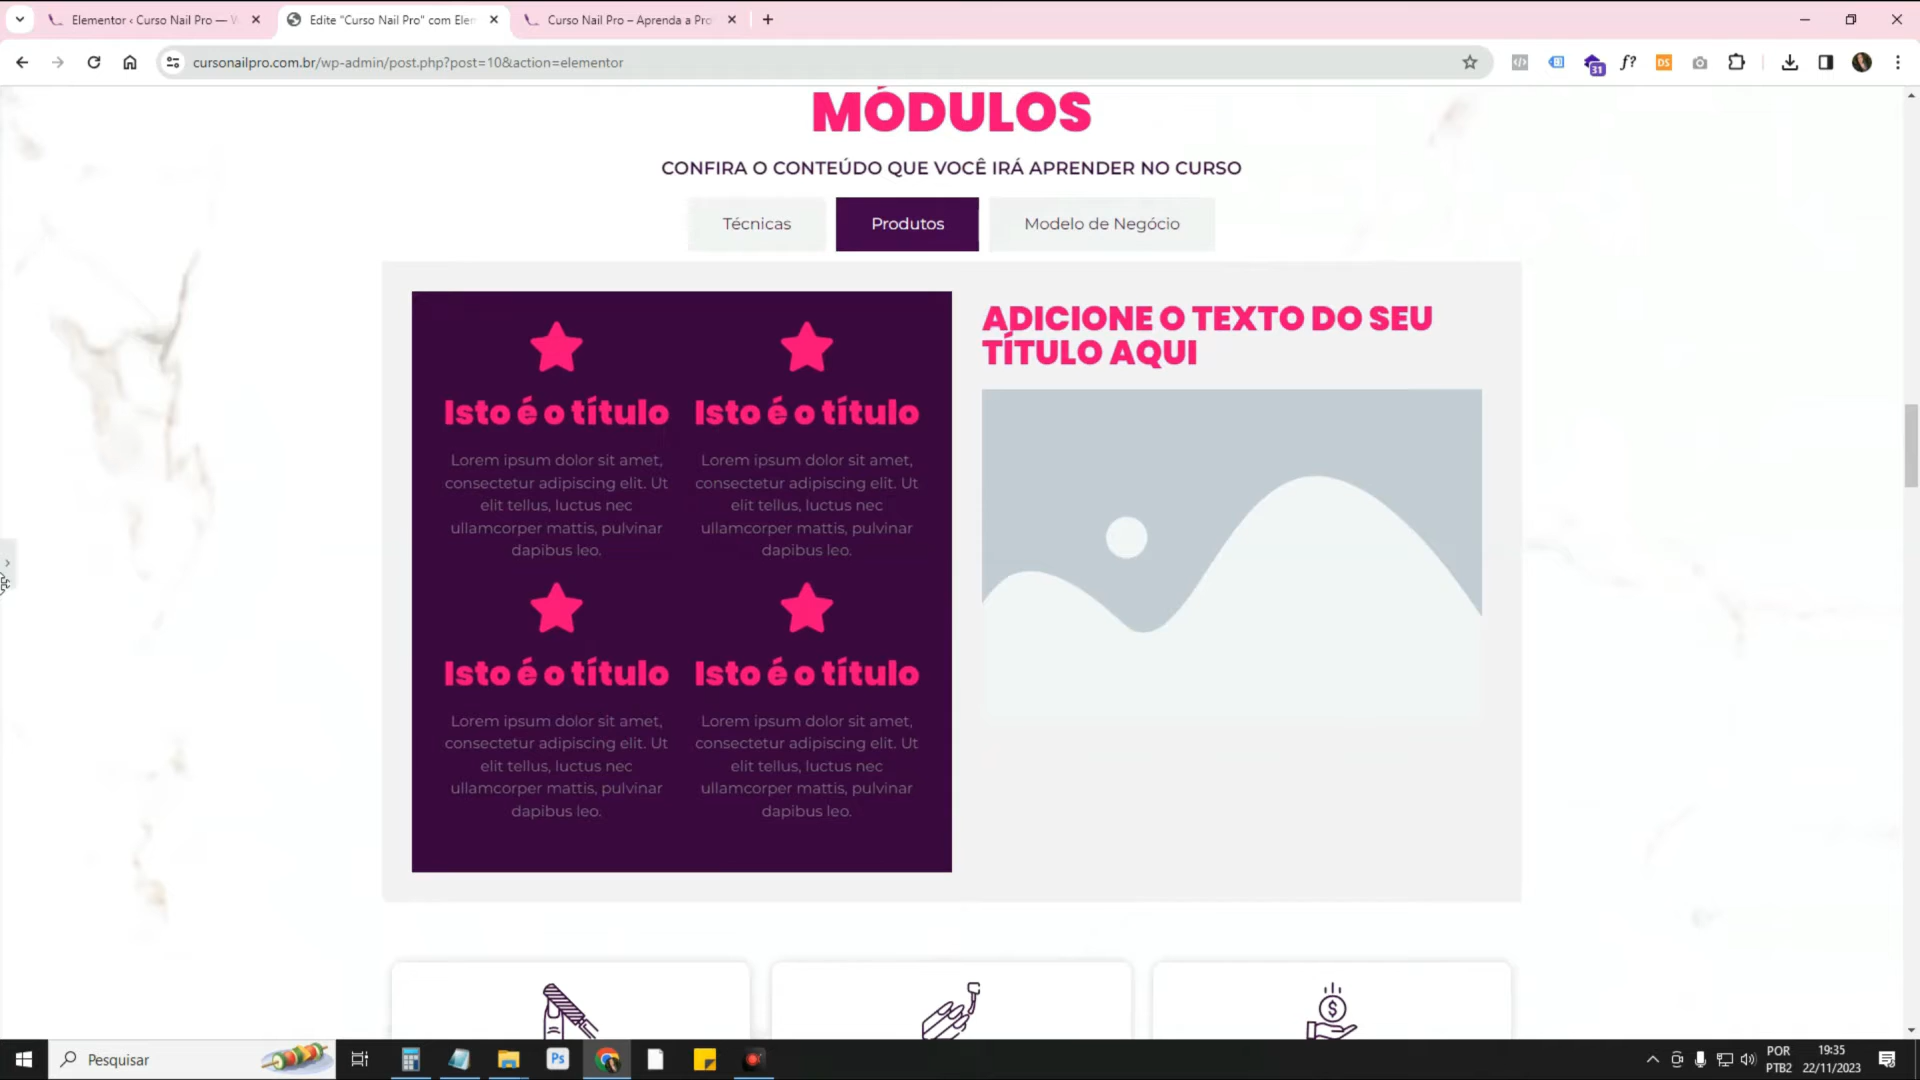 Elementor ‹ Curso Nail Pro —
Edite "Curso Nail Pro" com Elem
Curso Nail Pro – Aprenda a Pro
cursonailpro.com.br/wp-admin/post.php?post=10&action=elementor
31
f?
DS
MÓDULOS
CONFIRA O CONTEÚDO QUE VOCÊ IRÁ APRENDER NO CURSO
Técnicas
Produtos
Modelo de Negócio
ADICIONE O TEXTO DO SEU
TÍTULO AQUI
Isto é o título
Lorem ipsum dolor sit amet,
consectetur adipiscing elit. Ut
elit tellus, luctus nec
ullamcorper mattis, pulvinar
dapibus leo.
Isto é o título
Lorem ipsum dolor sit amet,
consectetur adipiscing elit. Ut
elit tellus, luctus nec
ullamcorper mattis, pulvinar
dapibus leo.
Isto é o título
Lorem ipsum dolor sit amet,
consectetur adipiscing elit. Ut
elit tellus, luctus nec
ullamcorper mattis, pulvinar
dapibus leo.
Isto é o título
Lorem ipsum dolor sit amet,
consectetur adipiscing elit. Ut
elit tellus, luctus nec
ullamcorper mattis, pulvinar
dapibus leo.
$
Pesquisar
Ps
POR
PTB2
19:35
22/11/2023